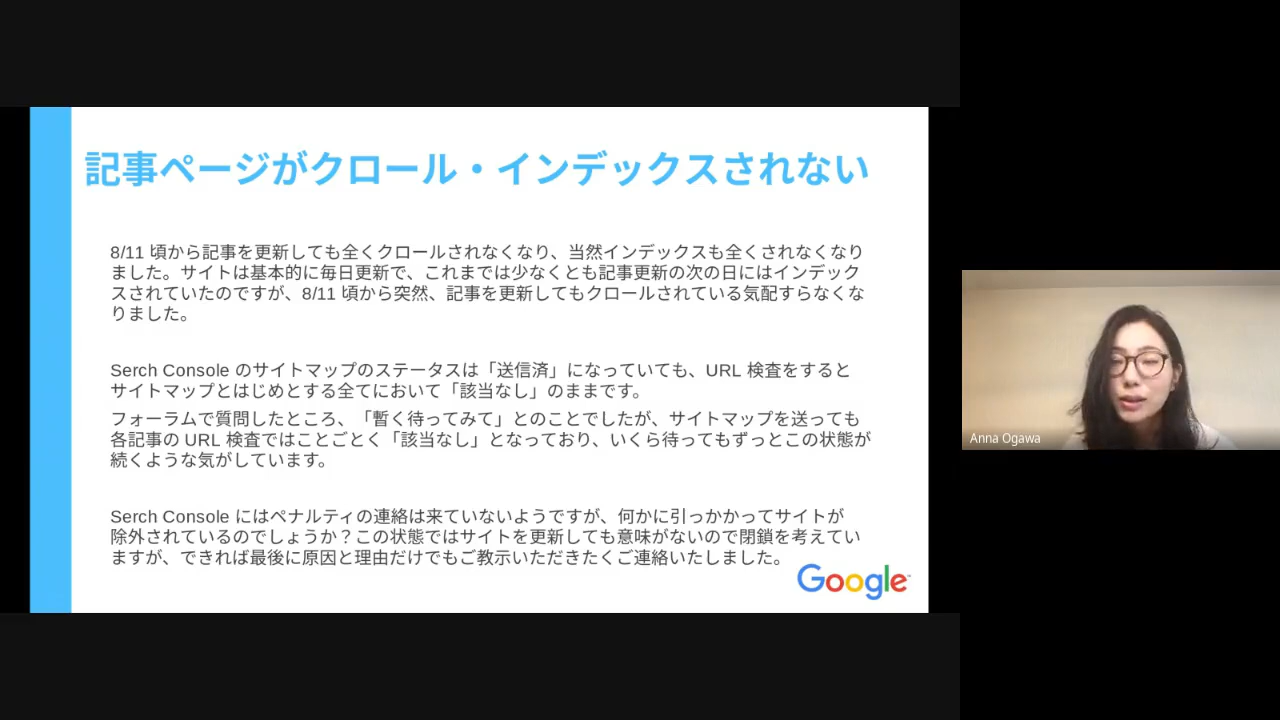 記事ページがクロール・インデックスされない
8/11 頃から記事を更新しても全くクロールされなくなり、当然インデックスも全くされなくなり
ました。サイトは基本的に毎日更新で、これまでは少なくとも記事更新の次の日にはインデック
スされていたのですが、8/11 頃から突然、記事を更新してもクロールされている気配すらなくな
りました。
Serch Console のサイトマップのステータスは「送信済」になっていても、URL 検査をすると
サイトマップとはじめとする全てにおいて「該当なし」のままです。
フォーラムで質問したところ、「暫く待ってみて」とのことでしたが、サイトマップを送っても
各記事の URL 検査ではことごとく「該当なし」となっており、いくら待ってもずっとこの状態が
続くような気がしています。
Serch Console にはペナルティの連絡は来ていないようですが、何かに引っかかってサイトが
除外されているのでしょうか？この状態ではサイトを更新しても意味がないので閉鎖を考えてい
ますが、できれば最後に原因と理由だけでもご教示いただきたくご連絡いたしました。
Google
Anna Ogawa